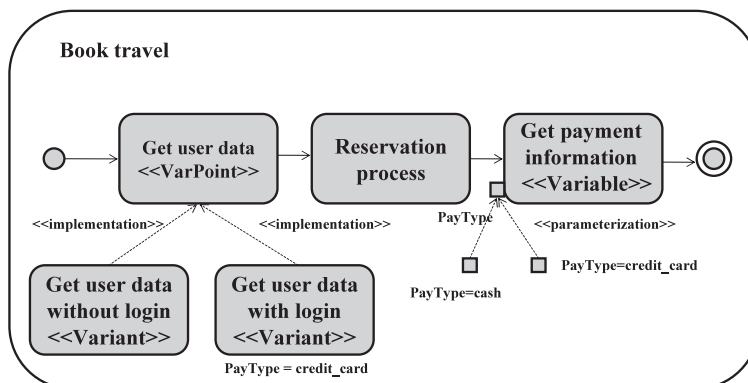 Book travel
Get user data
<<VarPoint>>
Reservation
process
Get payment
information
<<Variable>>
<<implementation>>
<<implementation>>
PayType
<<parameterization>>
Get user data
without login
<<Variant>>
Get user data
with login
<<Variant>>
PayType=cash
PayType=credit_card
PayType = credit_card